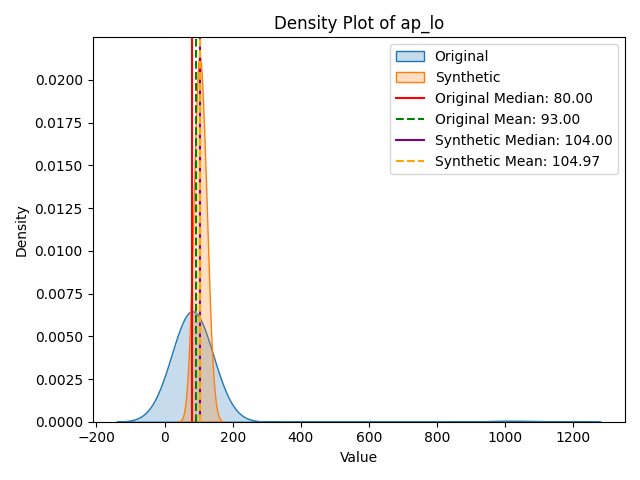 Density Plot of ap_lo
Original
Synthetic
Original Median: 80.00
Original Mean: 93.00
Synthetic Median: 104.00
Synthetic Mean: 104.97
Density
0.0200
0.0175
0.0150
0.0125
0.0100
0.0075
0.0050
0.0025
0.0000
−200 0 200 400 600 800 1000 1200
Value